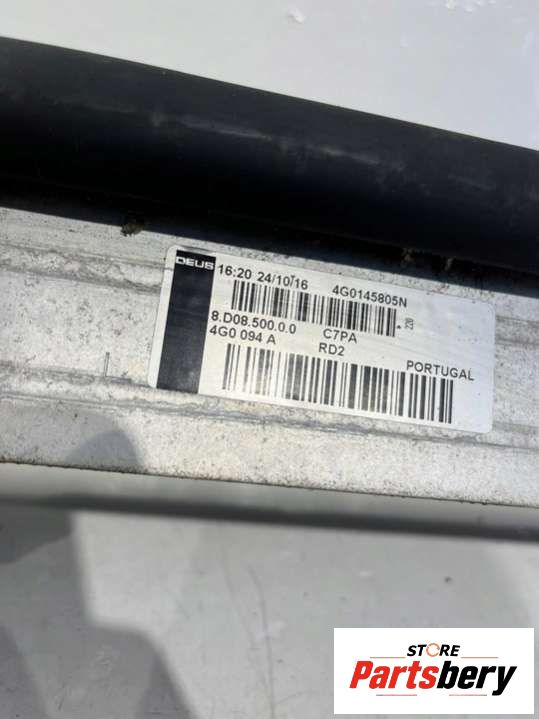 DEUS 16:20 24/10/16 4G0145805N
220
8.D08.500.0.0 C7PA
4G0 094 A RD2 PORTUGAL
STORE
Partsbery